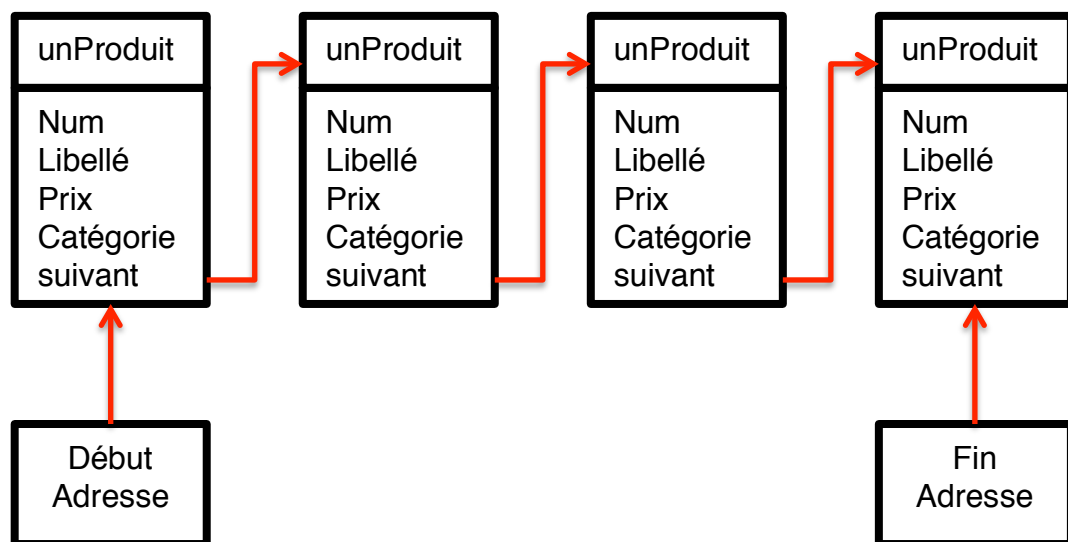 unProduit
Num
Libellé
Prix
Catégorie
suivant
unProduit
Num
Libellé
Prix
Catégorie
suivant
unProduit
Num
Libellé
Prix
Catégorie
suivant
unProduit
Num
Libellé
Prix
Catégorie
suivant
Début
Adresse
Fin
Adresse